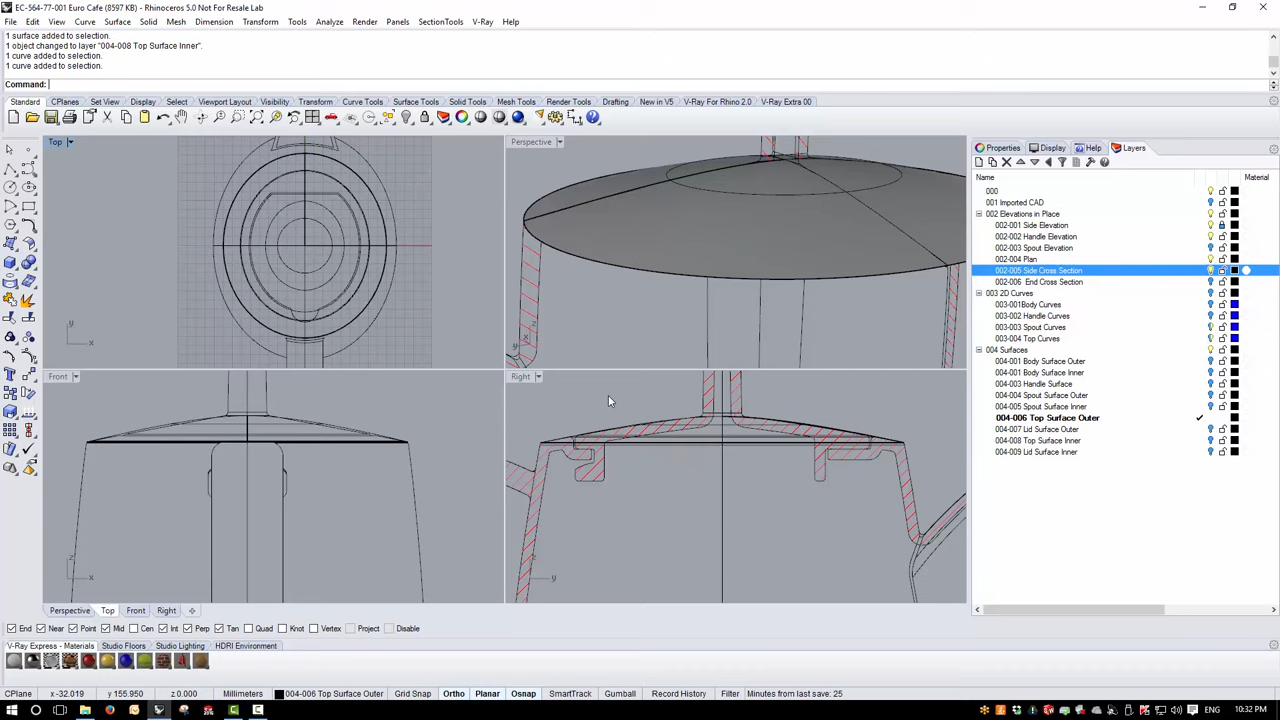 EC-564-77-001 Euro Cafe (8597 KB) - Rhinoceros 5.0 Not For Resale Lab
File Edit View Curve Surface Solid Mesh Dimension Transform Tools Analyze Render Panels SectionTools V-Ray Help
1 surface added to selection.
1 object changed to layer "004-008 Top Surface Inner".
1 curve added to selection.
1 curve added to selection.
Command:
Standard CPlanes Set View Display Select Viewport Layout Visibility Transform Curve Tools Surface Tools Solid Tools Mesh Tools Render Tools Drafting New in V5 V-Ray For Rhino 2.0 V-Ray Extra 00
Top
y
x
Perspective
z
x
y
Front
z
x
Right
z
y
Properties Display Help Layers
Name Material
000
001 Imported CAD
002 Elevations in Place
002-001 Side Elevation
002-002 Handle Elevation
002-003 Spout Elevation
002-004 Plan
002-005 Side Cross Section
002-006 End Cross Section
003 2D Curves
003-001Body Curves
003-002 Handle Curves
003-003 Spout Curves
003-004 Top Curves
004 Surfaces
004-001 Body Surface Outer
004-001 Body Surface Inner
004-003 Handle Surface
004-004 Spout Surface Outer
004-005 Spout Surface Inner
004-006 Top Surface Outer
004-007 Lid Surface Outer
004-008 Top Surface Inner
004-009 Lid Surface Inner
Perspective Top Front Right
End Near Point Mid Cen Int Perp Tan Quad Knot Vertex Project Disable
V-Ray Express - Materials Studio Floors Studio Lighting HDRI Environment
CPlane x -32.019 y 155.950 z 0.000 Millimeters 004-006 Top Surface Outer Grid Snap Ortho Planar Osnap SmartTrack Gumball Record History Filter Minutes from last save: 25
ENG 10:32 PM